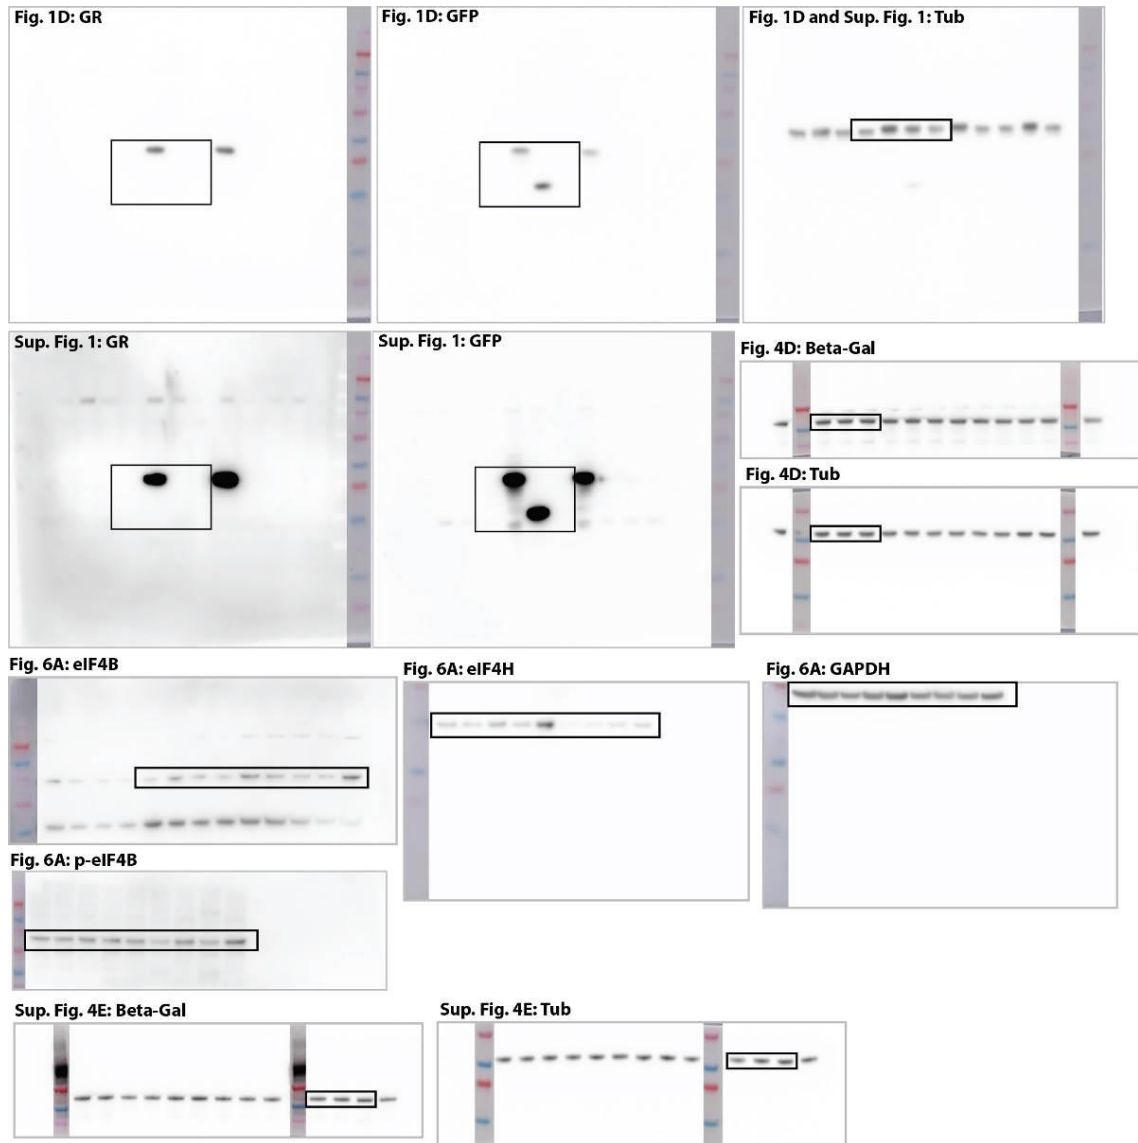 Fig. 1D: GR
Fig. 1D: GFP
Fig. 1D and Sup. Fig. 1: Tub
Sup. Fig. 1: GR
Sup. Fig. 1: GFP
Fig. 4D: Beta-Gal
Fig. 4D: Tub
Fig. 6A: eIF4B
Fig. 6A: eIF4H
Fig. 6A: GAPDH
Fig. 6A: p-eIF4B
Sup. Fig. 4E: Beta-Gal
Sup. Fig. 4E: Tub